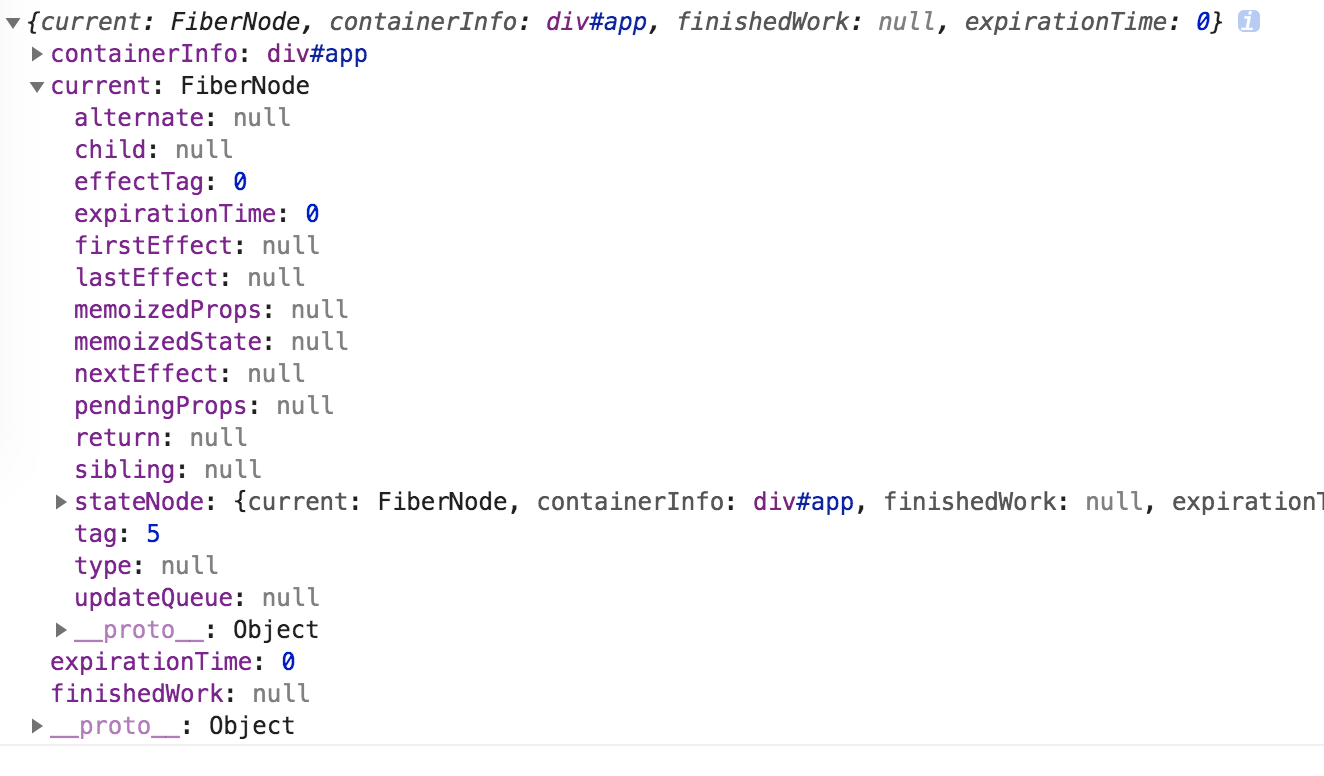 ▼{current: FiberNode, containerInfo: div#app, finishedWork: null, expirationTime: 0} i
▶containerInfo: div#app
▼current: FiberNode
alternate: null
child: null
effectTag: 0
expirationTime: 0
firstEffect: null
lastEffect: null
memoizedProps: null
memoizedState: null
nextEffect: null
pendingProps: null
return: null
sibling: null
▶stateNode: {current: FiberNode, containerInfo: div#app, finishedWork: null, expirationT
tag: 5
type: null
updateQueue: null
▶__proto__: Object
expirationTime: 0
finishedWork: null
▶__proto__: Object